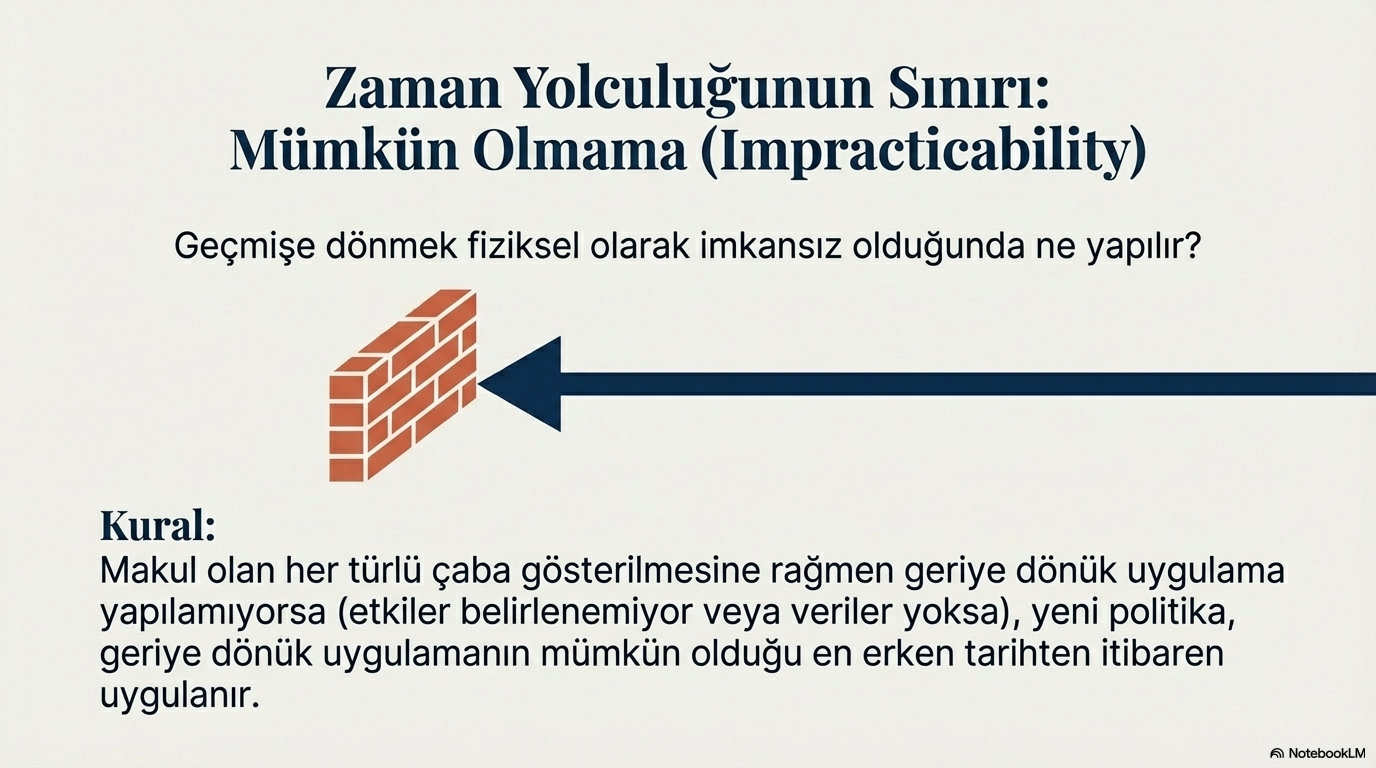 Zaman Yolculuğunun Sınırı:
Mümkün Olmama (Impracticability)
Geçmişe dönmek fiziksel olarak imkansız olduğunda ne yapılır?
Kural:
Makul olan her türlü çaba gösterilmesine rağmen geriye dönük uygulama
yapılamıyorsa (etkiler belirlenemiyor veya veriler yoksa), yeni politika,
geriye dönük uygulamanın mümkün olduğu en erken tarihten itibaren
uygulanır.
NotebookLM